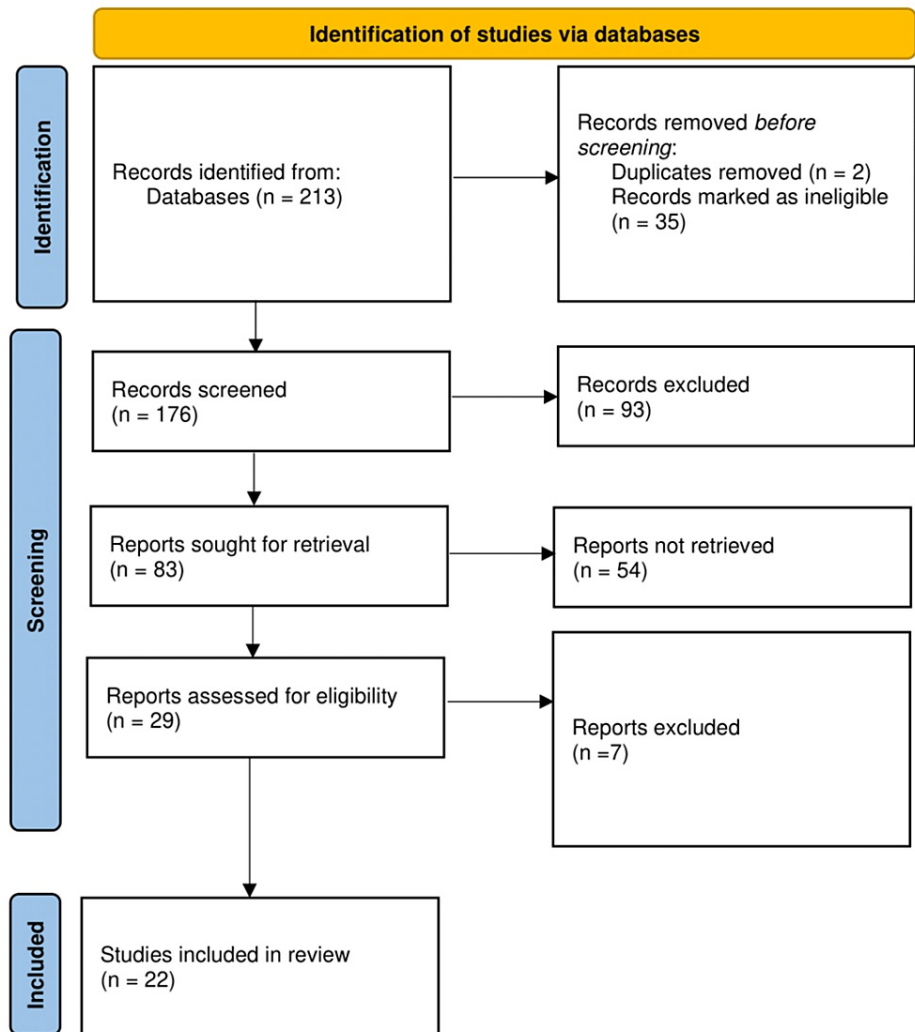 Identification of studies via databases
Identification
Records identified from:
Databases (n = 213)
Records removed before
screening:
Duplicates removed (n = 2)
Records marked as ineligible
(n = 35)
Screening
Records screened
(n = 176)
Records excluded
(n = 93)
Reports sought for retrieval
(n = 83)
Reports not retrieved
(n = 54)
Reports assessed for eligibility
(n = 29)
Reports excluded
(n =7)
Included
Studies included in review
(n = 22)